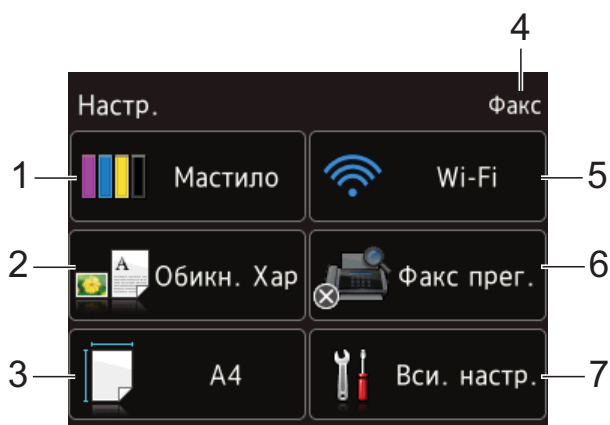 4
Настр. Факс
1 Мастило Wi-Fi 5
2 A Обикн. Хар Факс прег. 6
3 A4 Вси. настр. 7